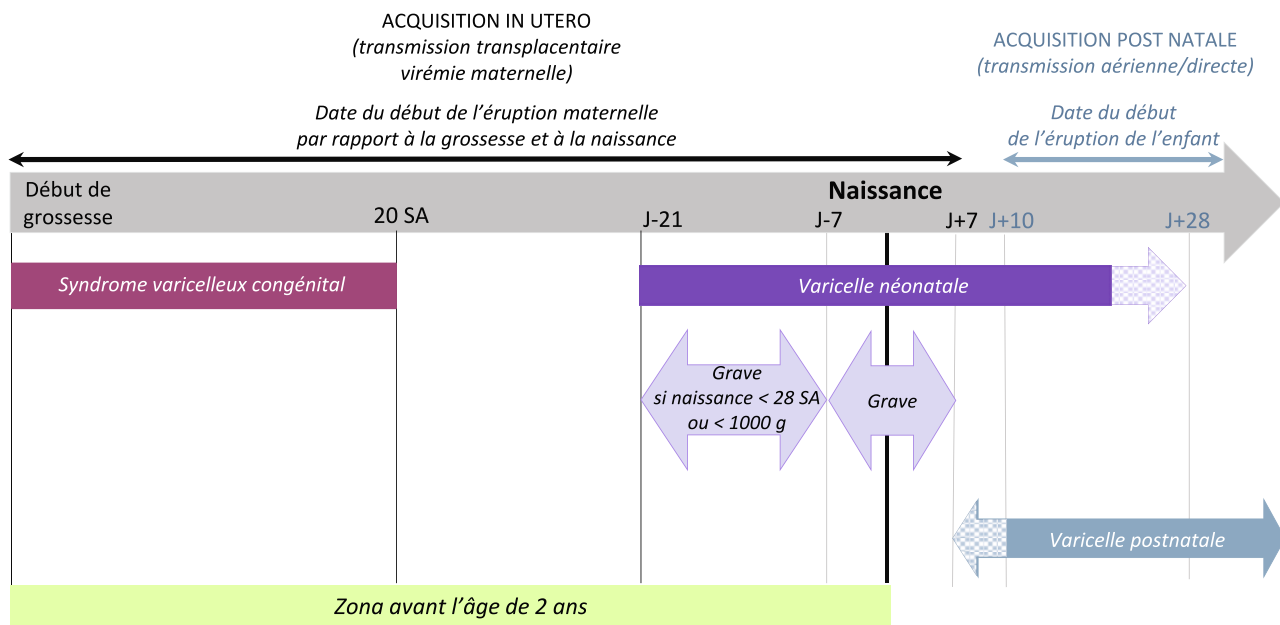 ACQUISITION IN UTERO
(transmission transplacentaire
virémie maternelle)
Date du début de l’éruption maternelle
par rapport à la grossesse et à la naissance
ACQUISITION POST NATALE
(transmission aérienne/directe)
Date du début
de l’éruption de l’enfant
Début de
grossesse
20 SA
Naissance
J-21
J-7
J+7
J+10
J+28
Syndrome varicelleux congénital
Varicelle néonatale
Grave
si naissance < 28 SA
ou < 1000 g
Grave
Varicelle postnatale
Zona avant l’âge de 2 ans